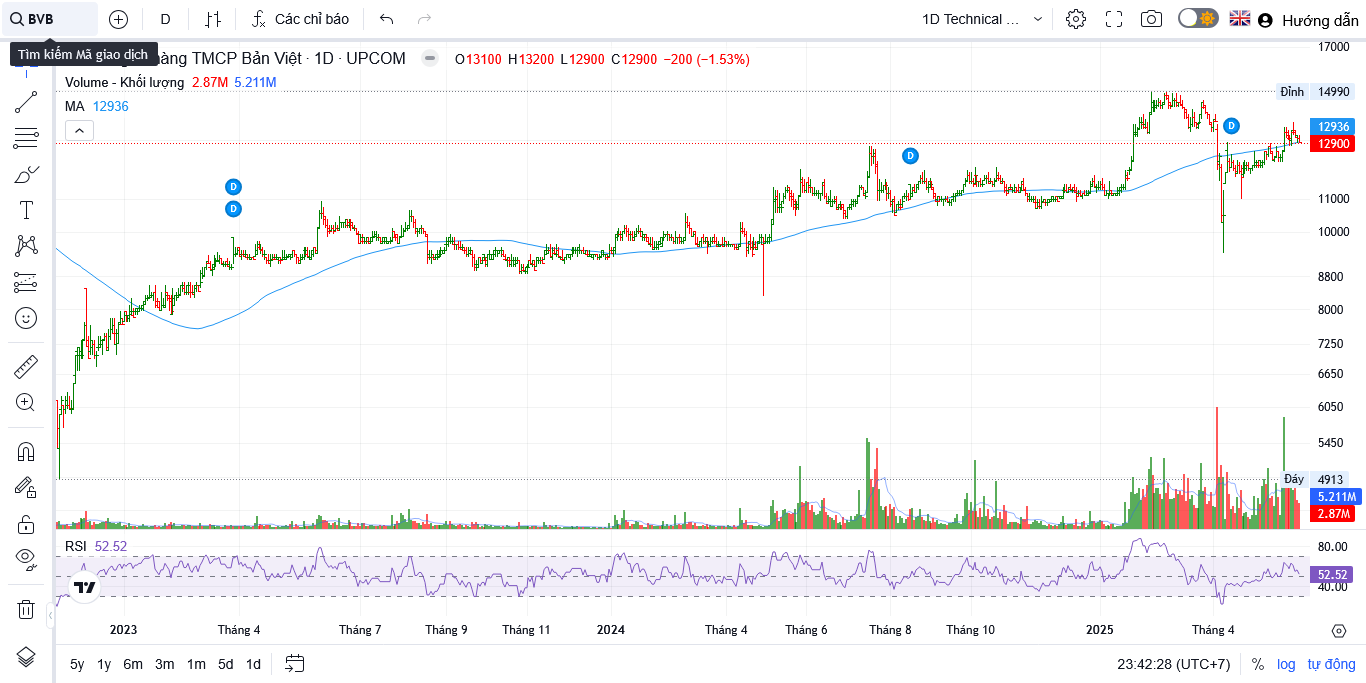 BVB
D
Các chỉ báo
1D Technical ...
Hướng dẫn
Tìm kiếm Mã giao dịch
hàng TMCP Bản Việt · 1D · UPCOM
O13100 H13200 L12900 C12900 −200 (−1.53%)
Volume - Khối lượng 2.87M 5.211M
MA 12936
17000
Đỉnh 14990
12936
12900
D
D
D
D
11000
10000
8800
8000
7250
6650
6050
5450
Đáy 4913
5.211M
2.87M
RSI 52.52
80.00
52.52
40.00
2023
Tháng 4
Tháng 7
Tháng 9
Tháng 11
2024
Tháng 4
Tháng 6
Tháng 8
Tháng 10
2025
Tháng 4
5y 1y 6m 3m 1m 5d 1d
23:42:28 (UTC+7)
% log tự động